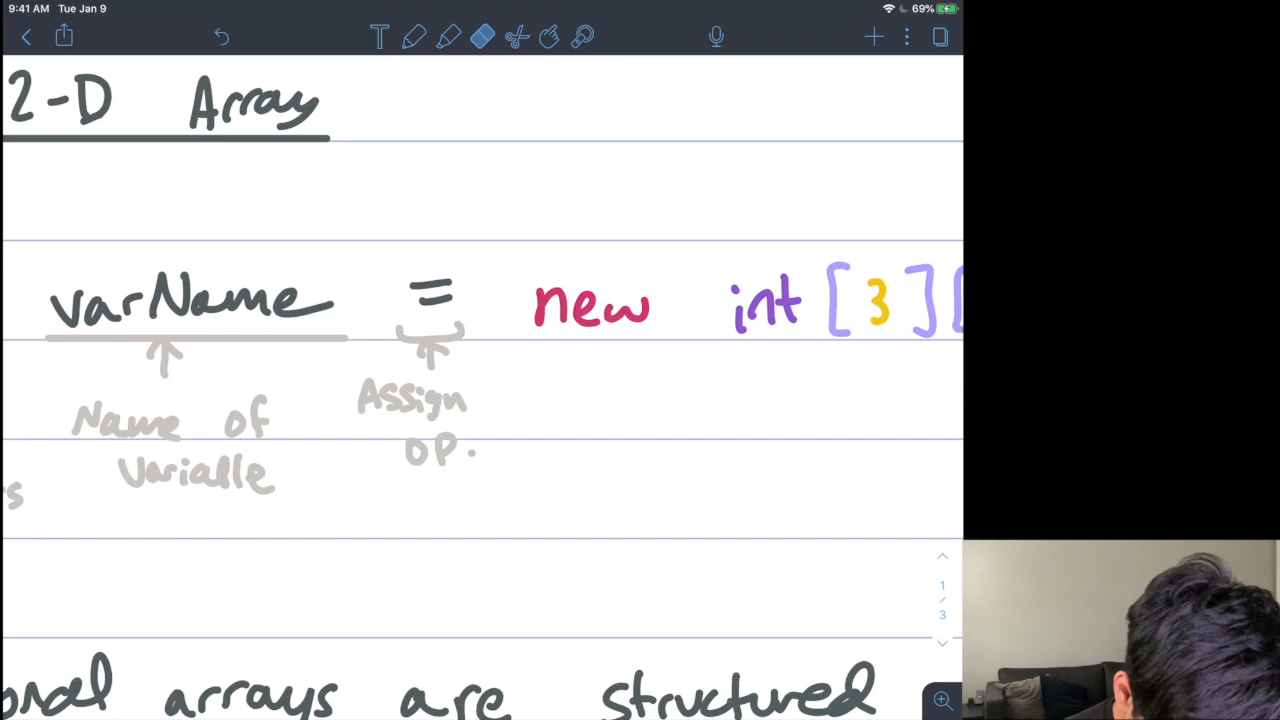 9:41 AM Tue Jan 9 69%
2-D Array
varName = new int [3][
Name of Assign
Variable OP.
s
1
/
3
onal arrays are structured